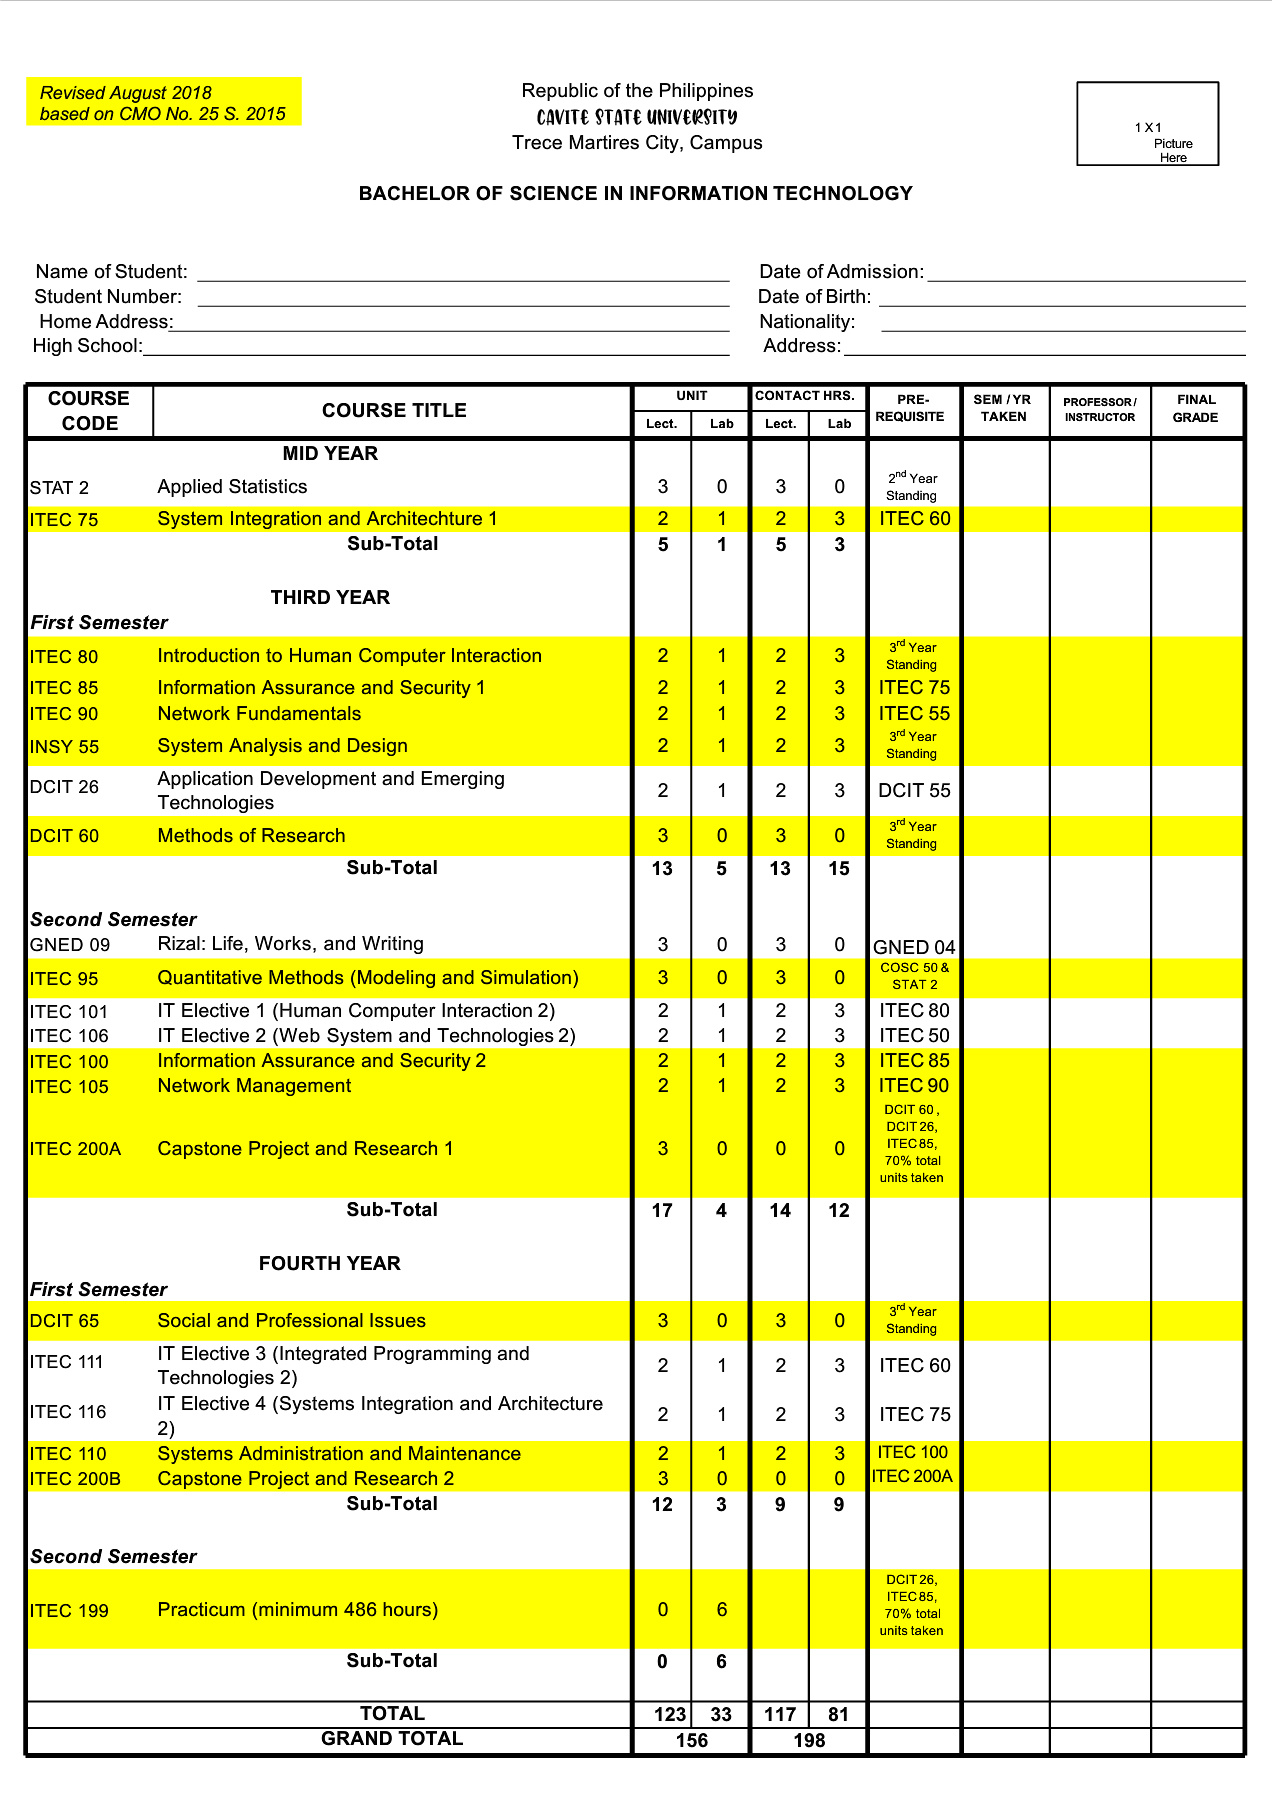 Revised August 2018
based on CMO No. 25 S. 2015
Republic of the Philippines
CAVITE STATE UNIVERSITY
Trece Martires City, Campus
1 X 1
Picture
Here
BACHELOR OF SCIENCE IN INFORMATION TECHNOLOGY
Name of Student: Date of Admission:
Student Number: Date of Birth:
Home Address: Nationality:
High School: Address:
COURSE CODE COURSE TITLE UNIT CONTACT HRS. PRE-REQUISITE SEM / YR TAKEN PROFESSOR / INSTRUCTOR FINAL GRADE
Lect. Lab Lect. Lab
MID YEAR
STAT 2 Applied Statistics 3 0 3 0 2nd Year Standing
ITEC 75 System Integration and Architechture 1 2 1 2 3 ITEC 60
Sub-Total 5 1 5 3
THIRD YEAR
First Semester
ITEC 80 Introduction to Human Computer Interaction 2 1 2 3 3rd Year Standing
ITEC 85 Information Assurance and Security 1 2 1 2 3 ITEC 75
ITEC 90 Network Fundamentals 2 1 2 3 ITEC 55
INSY 55 System Analysis and Design 2 1 2 3 3rd Year Standing
DCIT 26 Application Development and Emerging Technologies 2 1 2 3 DCIT 55
DCIT 60 Methods of Research 3 0 3 0 3rd Year Standing
Sub-Total 13 5 13 15
Second Semester
GNED 09 Rizal: Life, Works, and Writing 3 0 3 0 GNED 04
ITEC 95 Quantitative Methods (Modeling and Simulation) 3 0 3 0 COSC 50 & STAT 2
ITEC 101 IT Elective 1 (Human Computer Interaction 2) 2 1 2 3 ITEC 80
ITEC 106 IT Elective 2 (Web System and Technologies 2) 2 1 2 3 ITEC 50
ITEC 100 Information Assurance and Security 2 2 1 2 3 ITEC 85
ITEC 105 Network Management 2 1 2 3 ITEC 90
ITEC 200A Capstone Project and Research 1 3 0 0 0 DCIT 60, DCIT 26, ITEC 85, 70% total units taken
Sub-Total 17 4 14 12
FOURTH YEAR
First Semester
DCIT 65 Social and Professional Issues 3 0 3 0 3rd Year Standing
ITEC 111 IT Elective 3 (Integrated Programming and Technologies 2) 2 1 2 3 ITEC 60
ITEC 116 IT Elective 4 (Systems Integration and Architecture 2) 2 1 2 3 ITEC 75
ITEC 110 Systems Administration and Maintenance 2 1 2 3 ITEC 100
ITEC 200B Capstone Project and Research 2 3 0 0 0 ITEC 200A
Sub-Total 12 3 9 9
Second Semester
ITEC 199 Practicum (minimum 486 hours) 0 6 DCIT 26, ITEC 85, 70% total units taken
Sub-Total 0 6
TOTAL 123 33 117 81
GRAND TOTAL 156 198